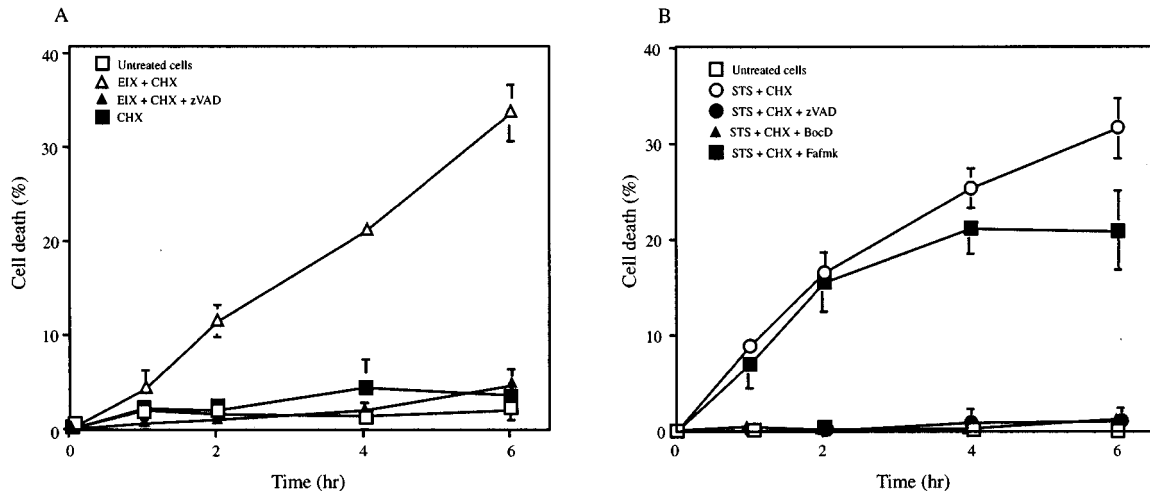 A
40
30
20
10
0
Cell death (%)
Untreated cells
EIX + CHX
EIX + CHX + zVAD
CHX
0
2
4
6
Time (hr)
B
40
30
20
10
0
Cell death (%)
Untreated cells
STS + CHX
STS + CHX + zVAD
STS + CHX + BocD
STS + CHX + Fafmk
0
2
4
6
Time (hr)